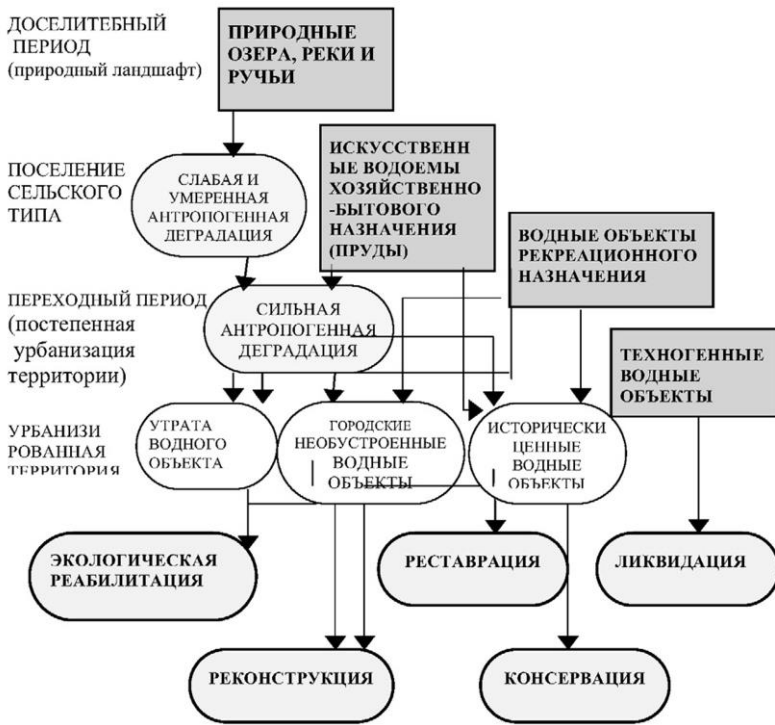 ДОСЕЛИТЕБНЫЙ
ПЕРИОД
(природный ландшафт)
ПРИРОДНЫЕ
ОЗЕРА, РЕКИ И
РУЧЬИ
ПОСЕЛЕНИЕ
СЕЛЬСКОГО
ТИПА
СЛАБАЯ И
УМЕРЕННАЯ
АНТРОПОГЕННАЯ
ДЕГРАДАЦИЯ
ИСКУССТВЕНН
ЫЕ ВОДОЕМЫ
ХОЗЯЙСТВЕННО
-БЫТОВОГО
НАЗНАЧЕНИЯ
(ПРУДЫ)
ВОДНЫЕ ОБЪЕКТЫ
РЕКРЕАЦИОННОГО
НАЗНАЧЕНИЯ
ПЕРЕХОДНЫЙ ПЕРИОД
(постепенная
урбанизация
территории)
СИЛЬНАЯ
АНТРОПОГЕННАЯ
ДЕГРАДАЦИЯ
ТЕХНОГЕННЫЕ
ВОДНЫЕ
ОБЪЕКТЫ
УРБАНИЗИ
РОВАННАЯ
ТЕРРИТОРИЯ
УТРАТА
ВОДНОГО
ОБЪЕКТА
ГОРОДСКИЕ
НЕОБУСТРОЕННЫЕ
ВОДНЫЕ
ОБЪЕКТЫ
ИСТОРИЧЕСКИ
ЦЕННЫЕ
ВОДНЫЕ
ОБЪЕКТЫ
ЭКОЛОГИЧЕСКАЯ
РЕАБИЛИТАЦИЯ
РЕСТАВРАЦИЯ
ЛИКВИДАЦИЯ
РЕКОНСТРУКЦИЯ
КОНСЕРВАЦИЯ